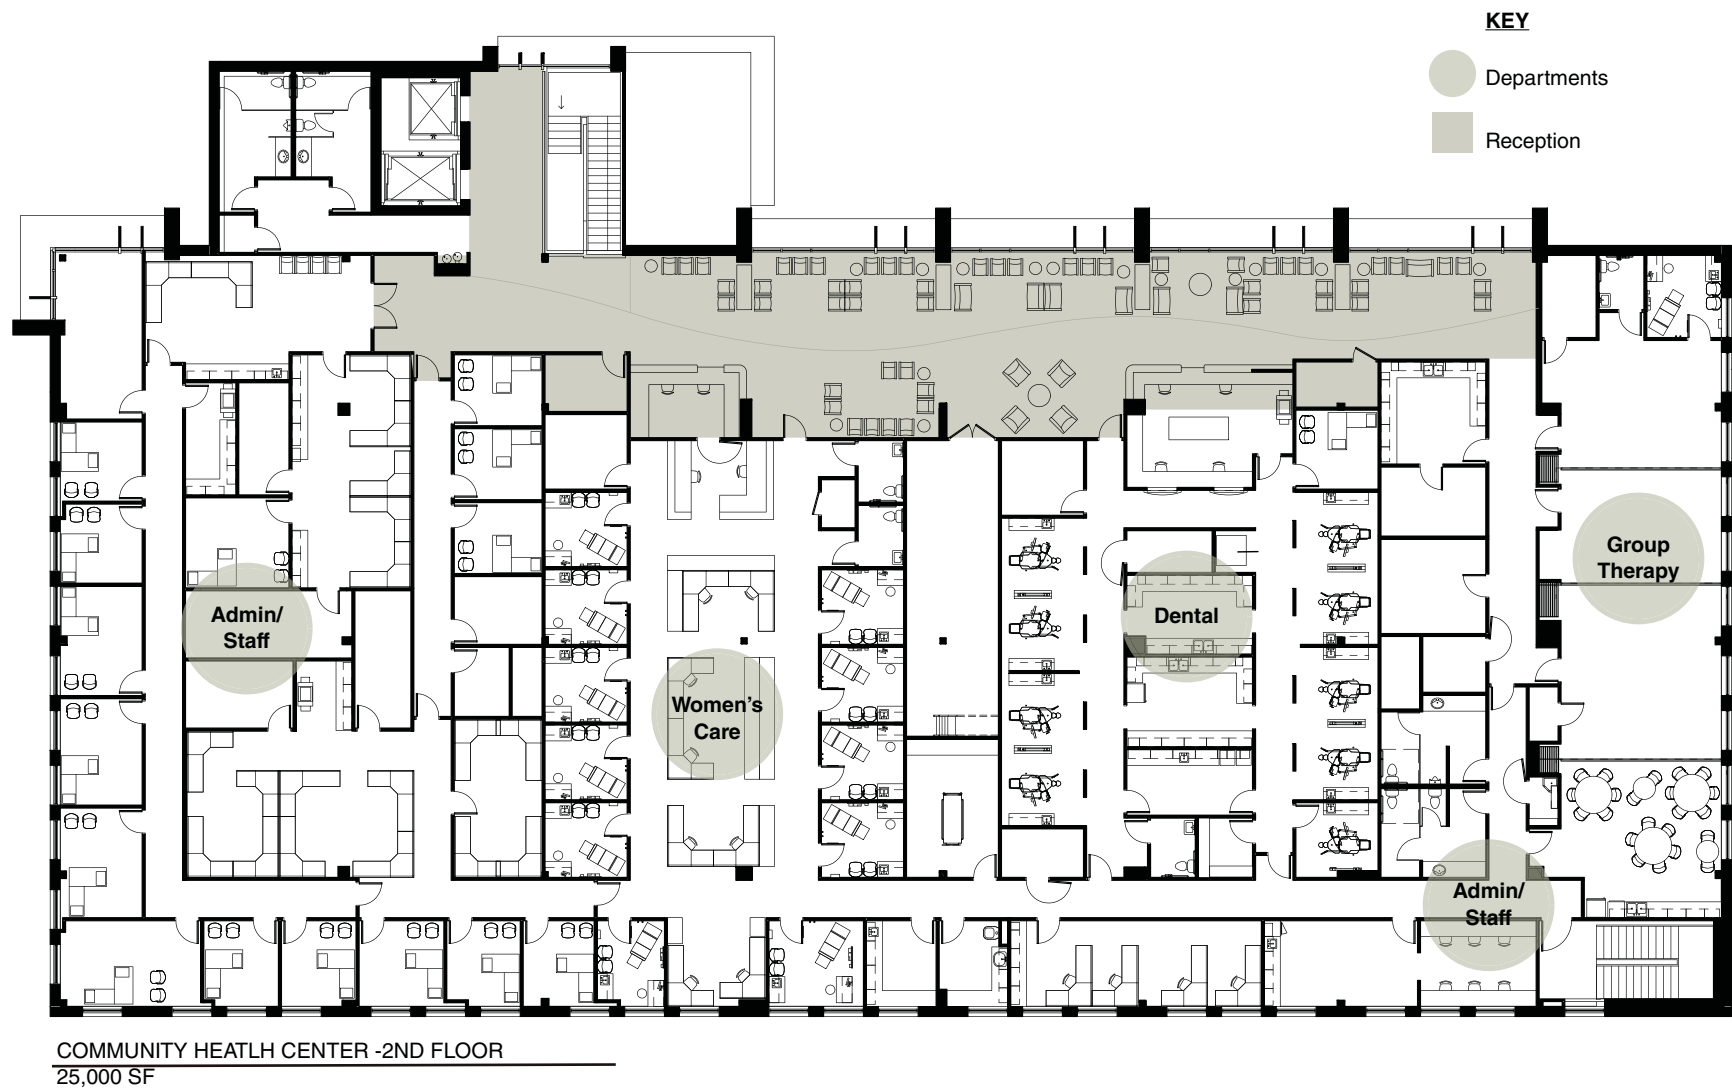 KEY
Departments
Reception
Group
Therapy
Admin/
Staff
Dental
Women's
Care
Admin/
Staff
COMMUNITY HEATLH CENTER -2ND FLOOR
25,000 SF